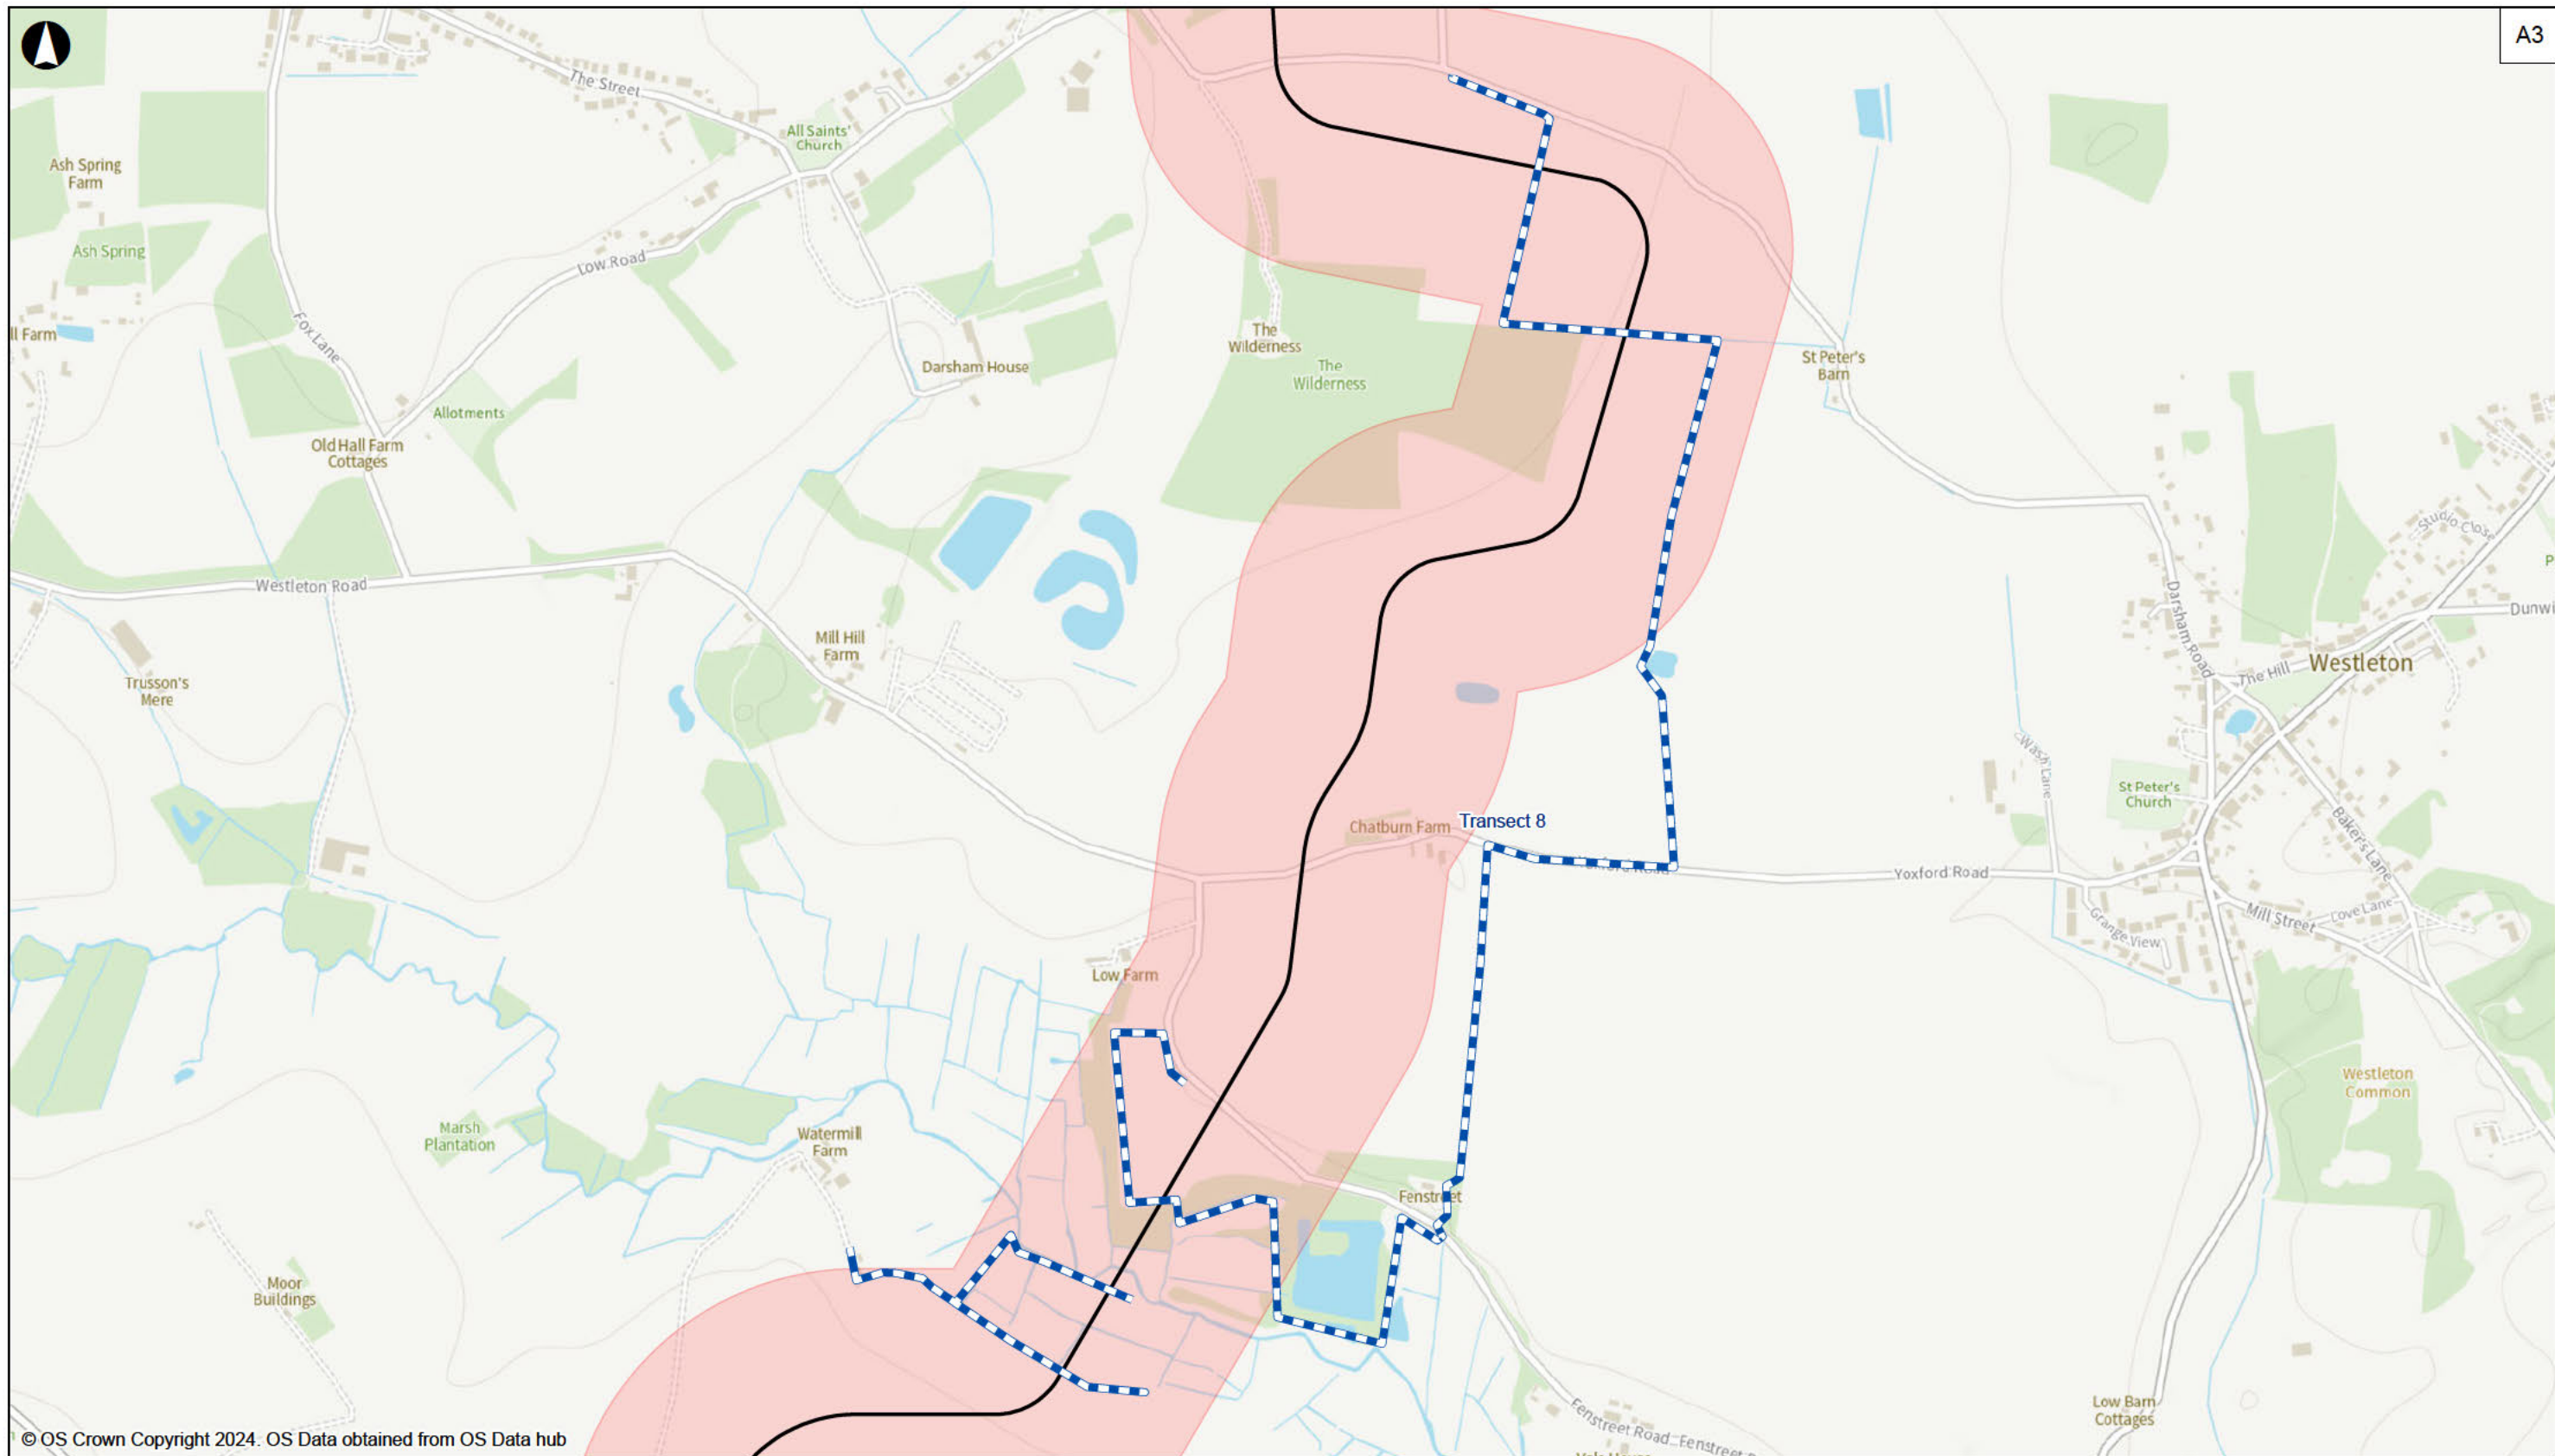 A3
The Street
All Saints'
Church
Ash Spring
Farm
Ash Spring
Low Road
ll Farm
Fox Lane
The
Wilderness
The
Wilderness
Darsham House
St Peter's
Barn
Allotments
Old Hall Farm
Cottages
Studio Close
P
Westleton Road
Dunwi
Darsham Road
Mill Hill
Farm
The Hill
Westleton
Trusson's
Mere
Wash Lane
St Peter's
Church
Chatburn Farm
Transect 8
Baker's Lane
Yoxford Road
Yoxford Road
Mill Street
Love Lane
Grange View
Low Farm
Westleton
Common
Marsh
Plantation
Watermill
Farm
Fenstreet
Moor
Buildings
Low Barn
Cottages
Fenstreet Road
© OS Crown Copyright 2024. OS Data obtained from OS Data hub